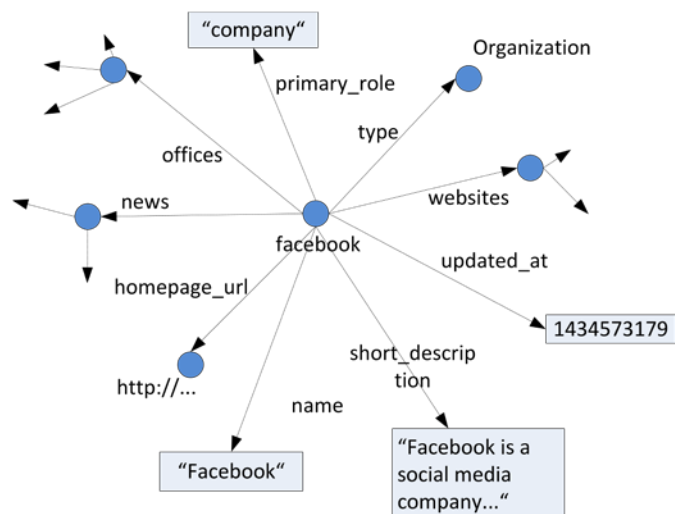 “company“
Organization
primary_role
type
offices
news
websites
facebook
updated_at
homepage_url
1434573179
short_descrip
tion
http://...
name
“Facebook“
“Facebook is a
social media
company...“